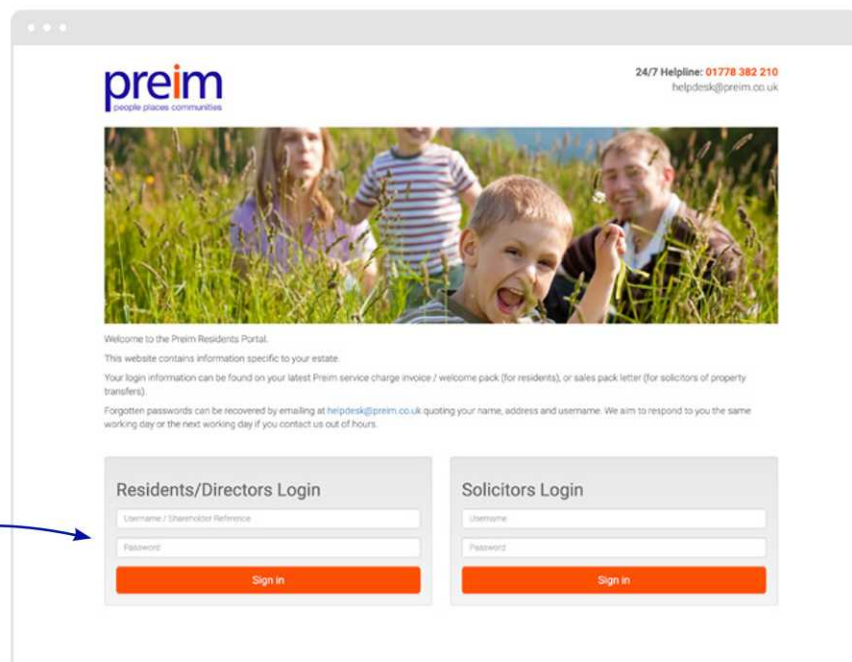 preim
people places communities
24/7 Helpline: 01778 382 210
helpdesk@preim.co.uk
Welcome to the Preim Residents Portal.
This website contains information specific to your estate.
Your login information can be found on your latest Preim service charge invoice / welcome pack (for residents), or sales pack letter (for solicitors of property
transfers).
Forgotten passwords can be recovered by emailing at helpdesk@preim.co.uk quoting your name, address and username. We aim to respond to you the same
working day or the next working day if you contact us out of hours.
Residents/Directors Login
Username / Shareholder Reference
Password
Sign in
Solicitors Login
Username
Password
Sign in